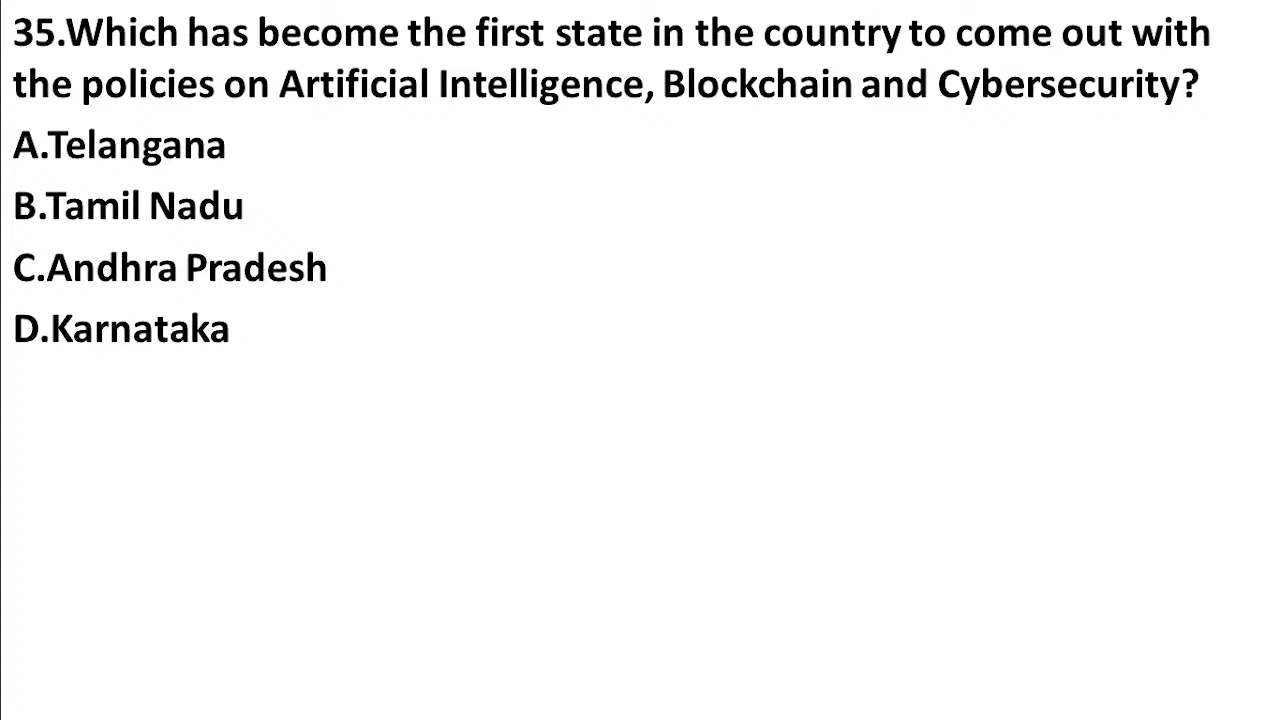 35.Which has become the first state in the country to come out with
the policies on Artificial Intelligence, Blockchain and Cybersecurity?
A.Telangana
B.Tamil Nadu
C.Andhra Pradesh
D.Karnataka